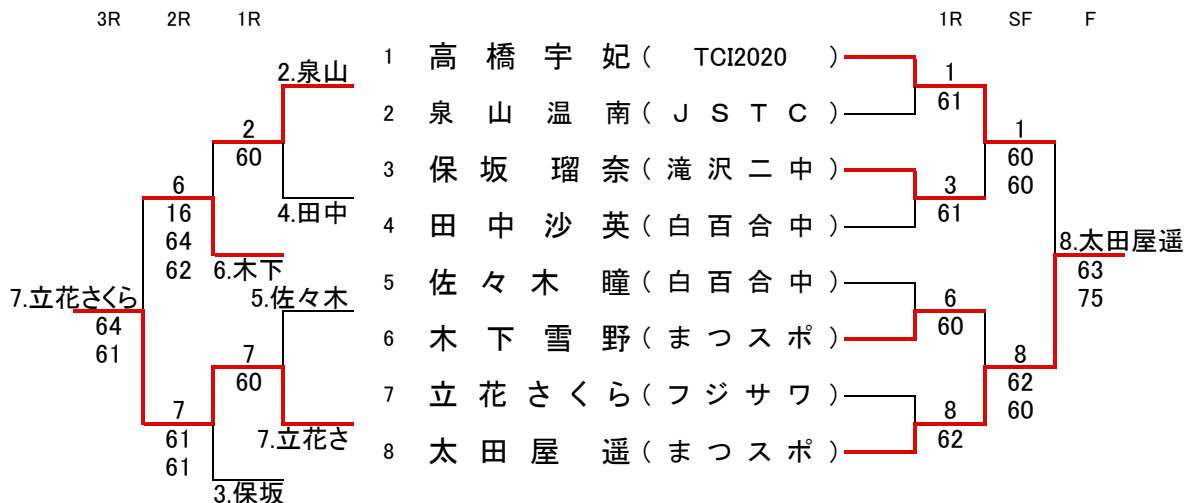 3R 2R 1R 1R SF F
1 高橋宇妃 ( TCI2020 )
2 泉山温南 ( JSTC )
3 保坂 瑠奈 ( 滝沢二中 )
4 田中沙英 ( 白百合中 )
5 佐々木 瞳 ( 白百合中 )
6 木下雪野 ( まつスポ )
7 立花さくら ( フジサワ )
8 太田屋 遥 ( まつスポ )
2.泉山
2
60
4.田中
6
16
64
62
6.木下
5.佐々木
7.立花さくら
64
61
7
60
7.立花さ
7
61
61
3.保坂
1
61
3
61
1
60
60
6
60
8
62
8
62
60
8.太田屋遥
63
75